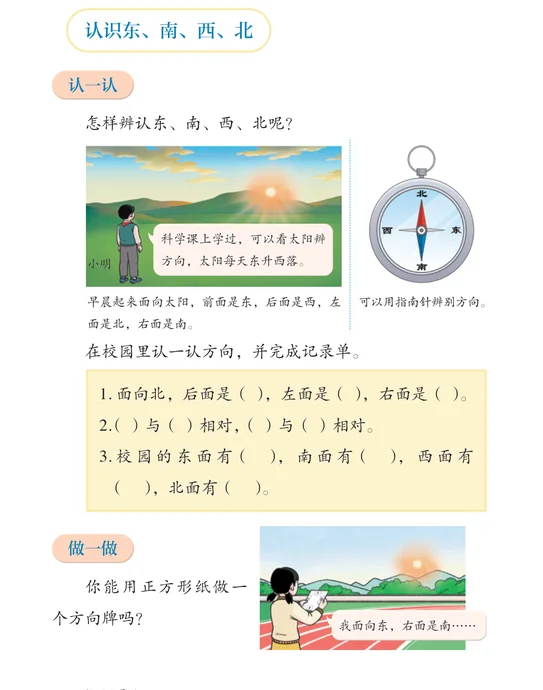 认识东、南、西、北
认一认
怎样辨认东、南、西、北呢？
科学课上学过，可以看太阳辨
方向，太阳每天东升西落。
小明
北
西
东
南
早晨起来面向太阳，前面是东，后面是西，左
面是北，右面是南。
可以用指南针辨别方向。
在校园里认一认方向，并完成记录单。
1. 面向北，后面是（ ），左面是（ ），右面是（ ）。
2.（ ）与（ ）相对，（ ）与（ ）相对。
3. 校园的东面有（ ），南面有（ ），西面有
（ ），北面有（ ）。
做一做
你能用正方形纸做一
个方向牌吗？
我面向东，右面是南……